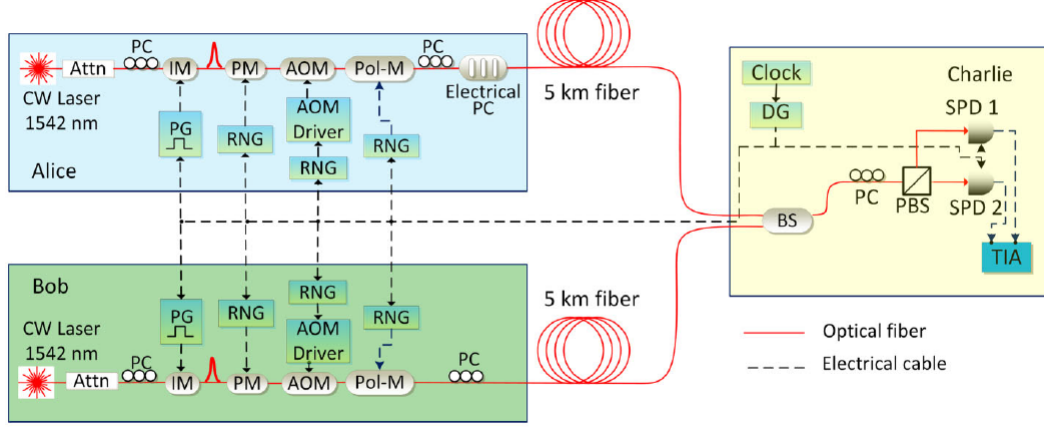 PC
PC
Attn
IM
PM
AOM
Pol-M
Electrical
PC
CW Laser
1542 nm
PG
RNG
AOM
Driver
RNG
RNG
Alice
5 km fiber
Clock
DG
Charlie
SPD 1
PC
PBS
SPD 2
BS
TIA
Bob
CW Laser
1542 nm
PG
RNG
RNG
AOM
Driver
RNG
PC
PC
Attn
IM
PM
AOM
Pol-M
5 km fiber
Optical fiber
Electrical cable